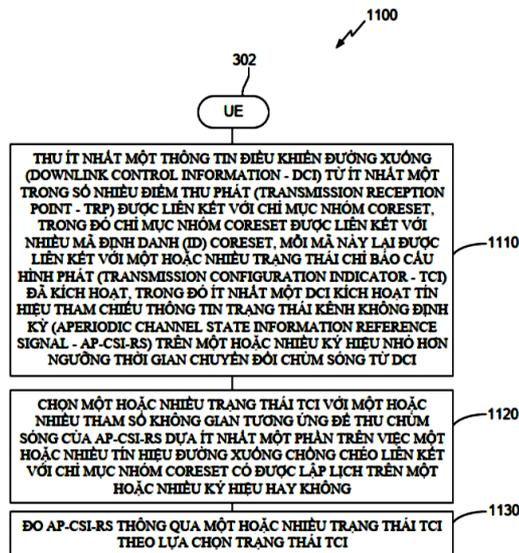 1100
302
UE
THU ÍT NHẤT MỘT THÔNG TIN ĐIỀU KHIỂN ĐƯỜNG XUỐNG
(DOWNLINK CONTROL INFORMATION - DCI) TỪ ÍT NHẤT MỘT
TRONG SỐ NHIỀU ĐIỂM THU PHÁT (TRANSMISSION RECEPTION
POINT - TRP) ĐƯỢC LIÊN KẾT VỚI CHỈ MỤC NHÓM CORESET,
TRONG ĐÓ CHỈ MỤC NHÓM CORESET ĐƯỢC LIÊN KẾT VỚI
NHIỀU MÃ ĐỊNH DANH (ID) CORESET, MỖI MÃ NÀY LẠI ĐƯỢC
LIÊN KẾT VỚI MỘT HOẶC NHIỀU TRẠNG THÁI CHỈ BÁO CẤU
HÌNH PHÁT (TRANSMISSION CONFIGURATION INDICATOR - TCI)
ĐÃ KÍCH HOẠT, TRONG ĐÓ ÍT NHẤT MỘT DCI KÍCH HOẠT TÍN
HIỆU THAM CHIẾU THÔNG TIN TRẠNG THÁI KÊNH KHÔNG ĐỊNH
KỲ (APERIODIC CHANNEL STATE INFORMATION REFERENCE
SIGNAL - AP-CSI-RS) TRÊN MỘT HOẶC NHIỀU KÝ HIỆU NHỎ HƠN
NGƯỠNG THỜI GIAN CHUYỂN ĐỔI CHÙM SÓNG TỪ DCI
1110
CHỌN MỘT HOẶC NHIỀU TRẠNG THÁI TCI VỚI MỘT HOẶC
NHIỀU THAM SỐ KHÔNG GIAN TƯƠNG ỨNG ĐỂ THU CHÙM
SÓNG CỦA AP-CSI-RS DỰA ÍT NHẤT MỘT PHẦN TRÊN VIỆC MỘT
HOẶC NHIỀU TÍN HIỆU ĐƯỜNG XUỐNG CHỒNG CHÉO LIÊN KẾT
VỚI CHỈ MỤC NHÓM CORESET CÓ ĐƯỢC LẬP LỊCH TRÊN MỘT
HOẶC NHIỀU KÝ HIỆU HAY KHÔNG
1120
ĐO AP-CSI-RS THÔNG QUA MỘT HOẶC NHIỀU TRẠNG THÁI TCI
THEO LỰA CHỌN TRẠNG THÁI TCI
1130